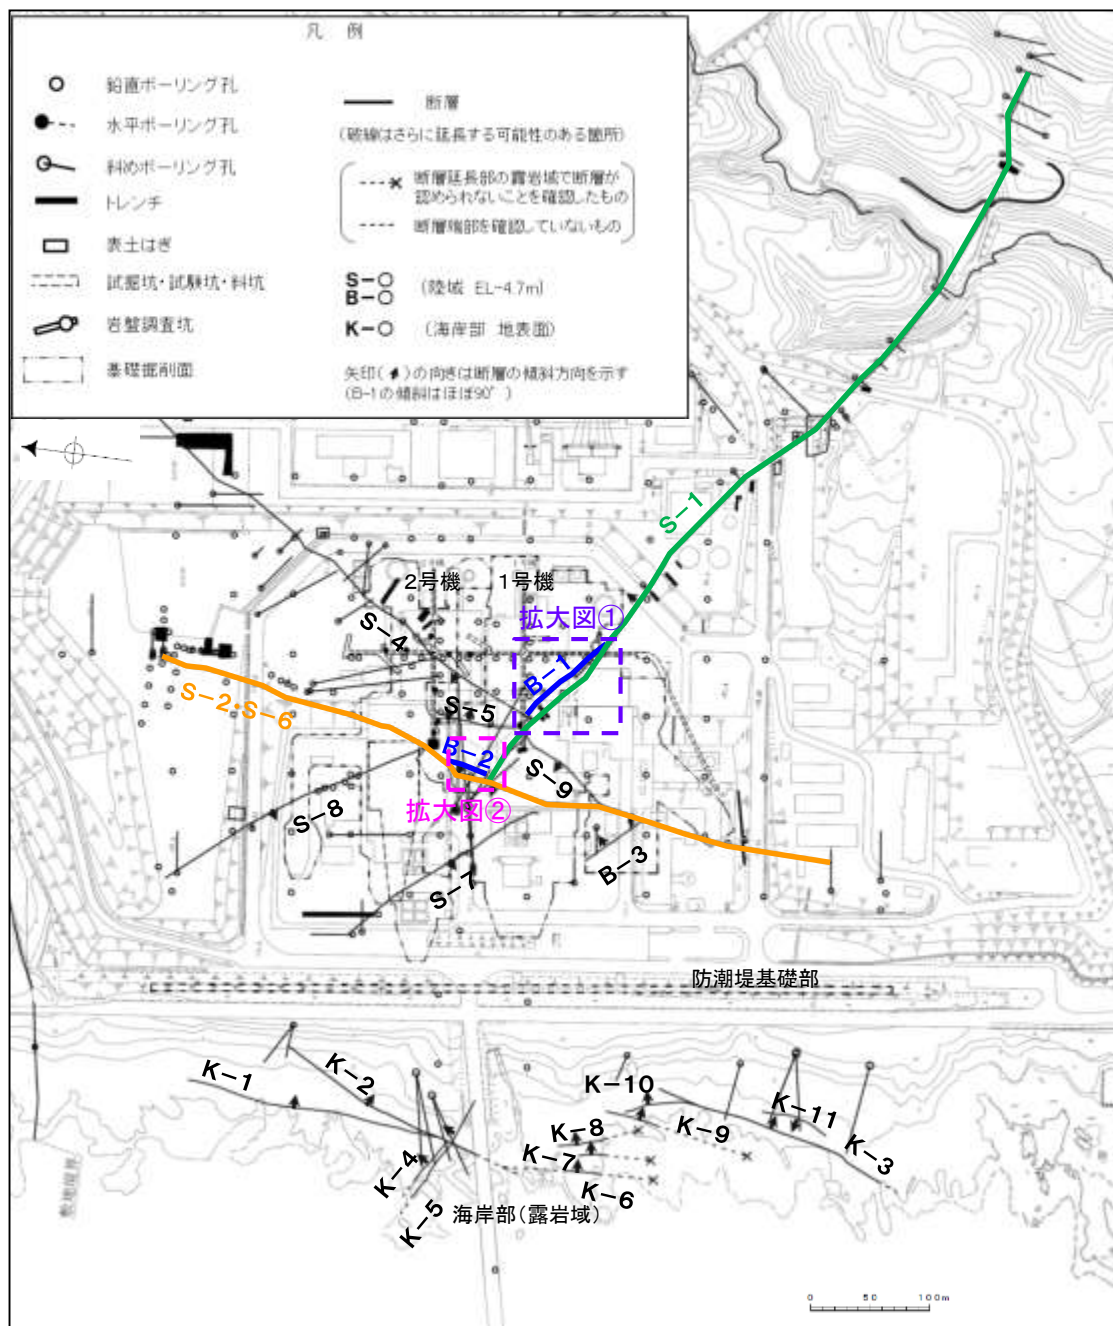 凡 例
鉛直ボーリング孔
水平ボーリング孔
斜めボーリング孔
トレンチ
表土はぎ
試掘坑・試験坑・斜坑
岩盤調査坑
基礎掘削面
断層
(破線はさらに延長する可能性のある箇所)
断層延長部の露岩域で断層が
認められないことを確認したもの
断層端部を確認していないもの
S-○
B-○
(陸域 EL-4.7m)
K-○
(海岸部 地表面)
矢印( )の向きは断層の傾斜方向を示す
(B-1の傾斜はほぼ90°)
S-1
2号機
1号機
拡大図①
S-4
B-1
S-2・S-6
S-5
B-2
S-9
拡大図②
S-8
B-3
S-7
防潮堤基礎部
K-1
K-2
K-10
K-11
K-8
K-9
K-4
K-7
K-3
K-6
K-5
海岸部(露岩域)
敷地境界
0 50 100m